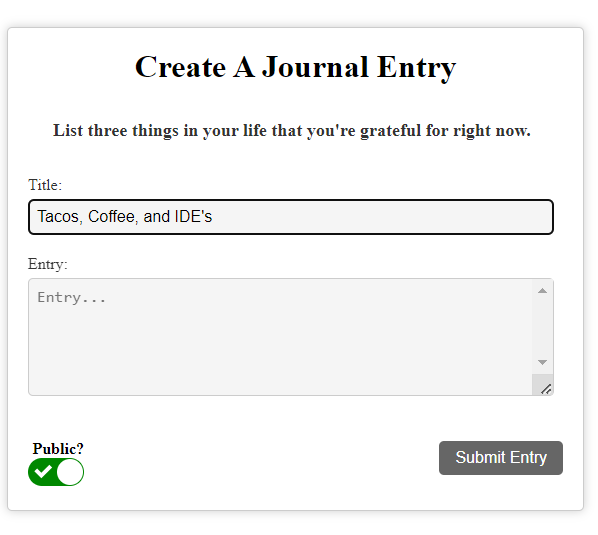 Create A Journal Entry
List three things in your life that you're grateful for right now.
Title:
Tacos, Coffee, and IDE's
Entry:
Entry...
Public?
Submit Entry